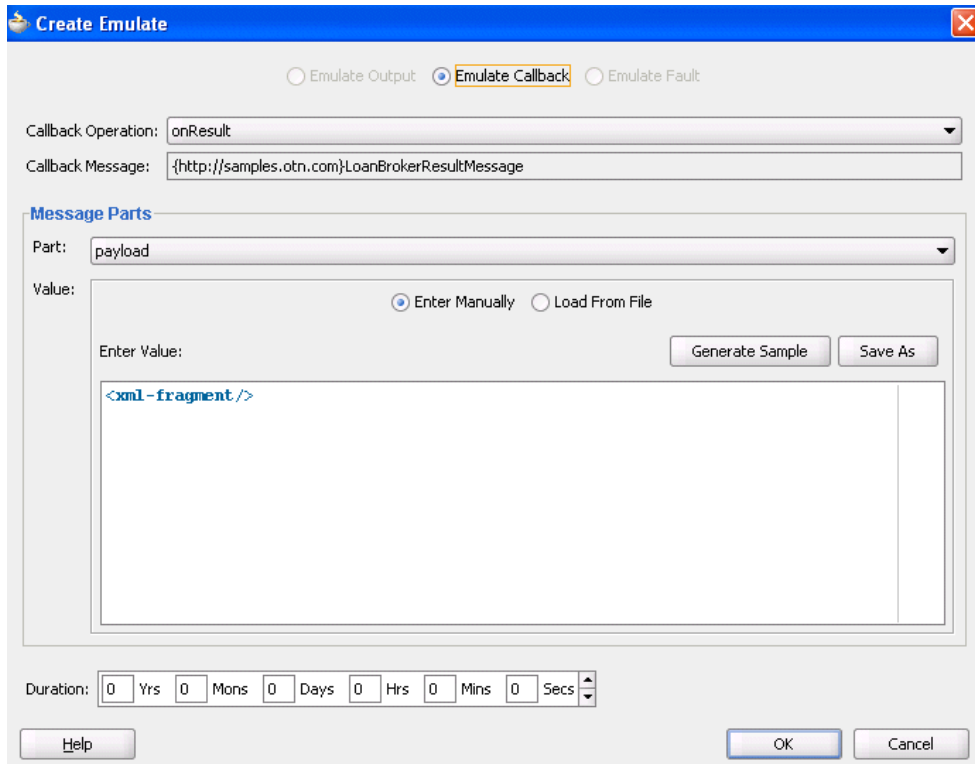 Create Emulate
Emulate Output Emulate Callback Emulate Fault
Callback Operation: onResult
Callback Message: {http://samples.otn.com}LoanBrokerResultMessage
Message Parts
Part: payload
Value:
Enter Manually Load From File
Enter Value: Generate Sample Save As
<xml-fragment/>
Duration: 0 Yrs 0 Mons 0 Days 0 Hrs 0 Mins 0 Secs
Help OK Cancel